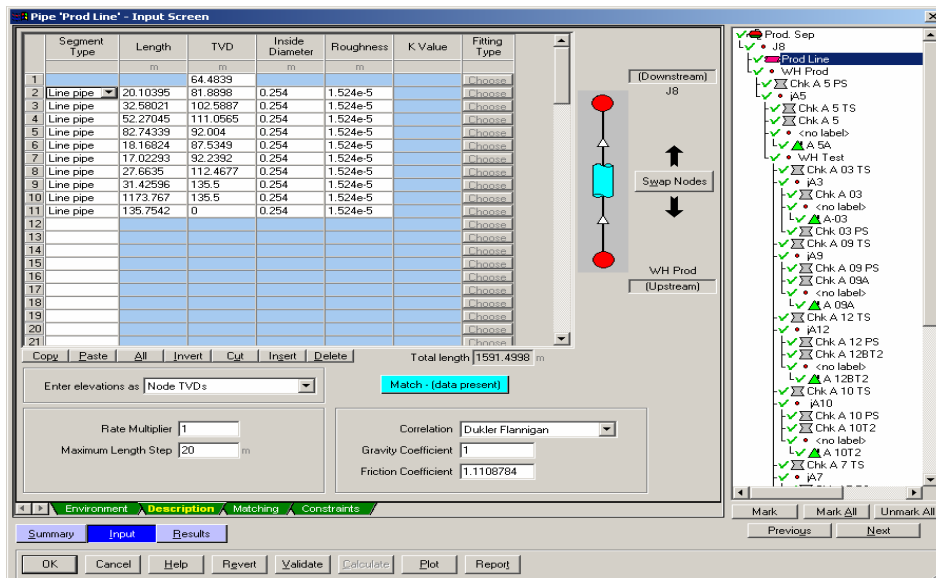 Pipe 'Prod Line' - Input Screen
Segment Type Length TVD Inside Diameter Roughness K Value Fitting Type
m m m m
1 64.4839 Choose
2 Line pipe 20.10395 81.8898 0.254 1.524e-5 Choose
3 Line pipe 32.58021 102.5887 0.254 1.524e-5 Choose
4 Line pipe 52.27045 111.0565 0.254 1.524e-5 Choose
5 Line pipe 82.74339 92.004 0.254 1.524e-5 Choose
6 Line pipe 18.16824 87.5349 0.254 1.524e-5 Choose
7 Line pipe 17.02293 92.2392 0.254 1.524e-5 Choose
8 Line pipe 27.6635 112.4677 0.254 1.524e-5 Choose
9 Line pipe 31.42596 135.5 0.254 1.524e-5 Choose
10 Line pipe 1173.767 135.5 0.254 1.524e-5 Choose
11 Line pipe 135.7542 0 0.254 1.524e-5 Choose
12 Choose
13 Choose
14 Choose
15 Choose
16 Choose
17 Choose
18 Choose
19 Choose
20 Choose
21 Choose
Copy Paste All Invert Cut Insert Delete Total length 1591.4998 m
Enter elevations as Node TVDs
Match - (data present)
Rate Multiplier 1
Maximum Length Step 20 m
Correlation Dukler Flannigan
Gravity Coefficient 1
Friction Coefficient 1.1108784
Environment Description Matching Constraints
Summary Input Results
OK Cancel Help Revert Validate Calculate Plot Report
(Downstream)
J8
Swap Nodes
WH Prod
(Upstream)
Prod. Sep
J8
Prod Line
WH Prod
Chk A 5 PS
jA5
Chk A 5 TS
Chk A 5
<no label>
A 5A
WH Test
Chk A 03 TS
jA3
Chk A 03
<no label>
A-03
Chk 03 PS
Chk A 09 TS
jA9
Chk A 09 PS
Chk A 09A
<no label>
A 09A
Chk A 12 TS
jA12
Chk A 12 PS
Chk A 12BT2
<no label>
A 12BT2
Chk A 10 TS
jA10
Chk A 10 PS
Chk A 10T2
<no label>
A 10T2
Chk A 7 TS
jA7
Mark Mark All Unmark All
Previous Next